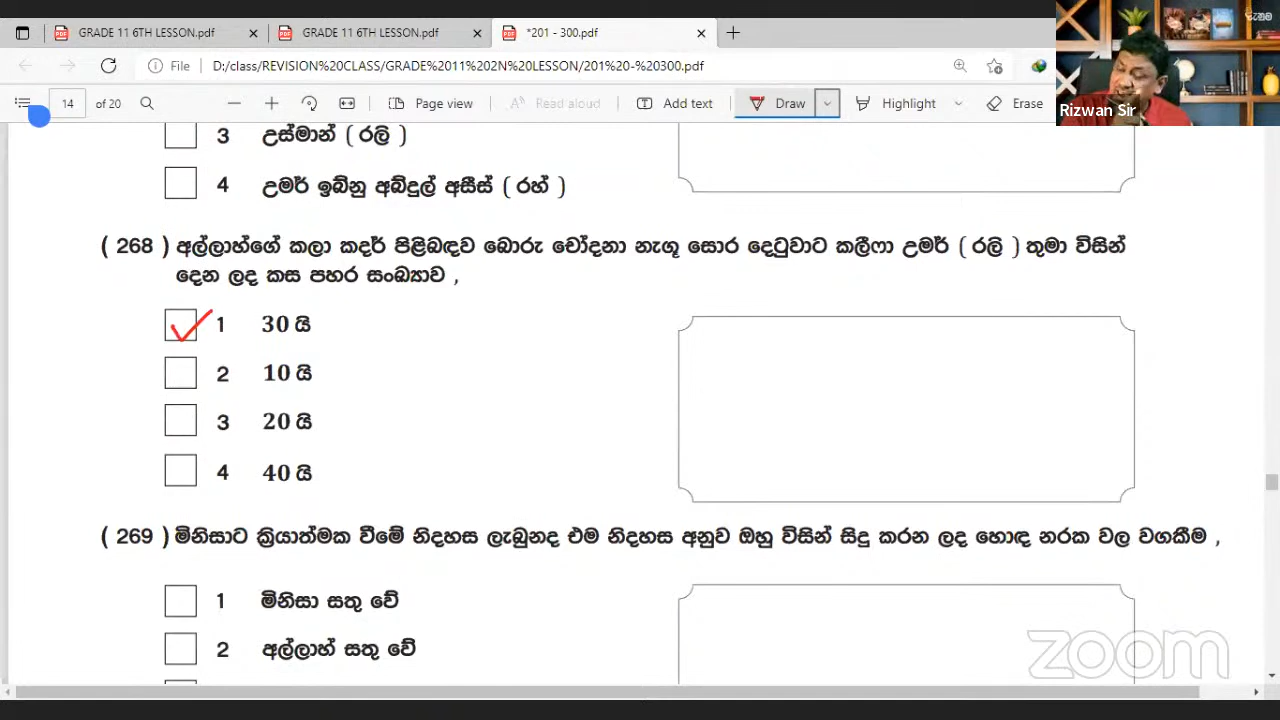 GRADE 11 6TH LESSON.pdf
GRADE 11 6TH LESSON.pdf
*201 - 300.pdf
File D:/class/REVISION%20CLASS/GRADE%2011%202N%20LESSON/201%20-%20300.pdf
14 of 20 Page view Read aloud Add text Draw Highlight Erase
Rizwan Sir
3 උස්මාන් ( රලි )
4 උමර් ඉබ්නු අබ්දුල් අසීස් ( රහ් )
( 268 ) අල්ලාහ්ගේ කලා කදර් පිළිබඳව බොරු චෝදනා නැගූ සොර දෙටුවාට කලීෆා උමර් ( රලි ) තුමා විසින්
දෙන ලද කස පහර සංඛ්‍යාව ,
1 30 යි
2 10 යි
3 20 යි
4 40 යි
( 269 ) මිනිසාට ක්‍රියාත්මක වීමේ නිදහස ලැබුනද එම නිදහස අනුව ඔහු විසින් සිදු කරන ලද හොඳ නරක වල වගකීම ,
1 මිනිසා සතු වේ
2 අල්ලාහ් සතු වේ
zoom